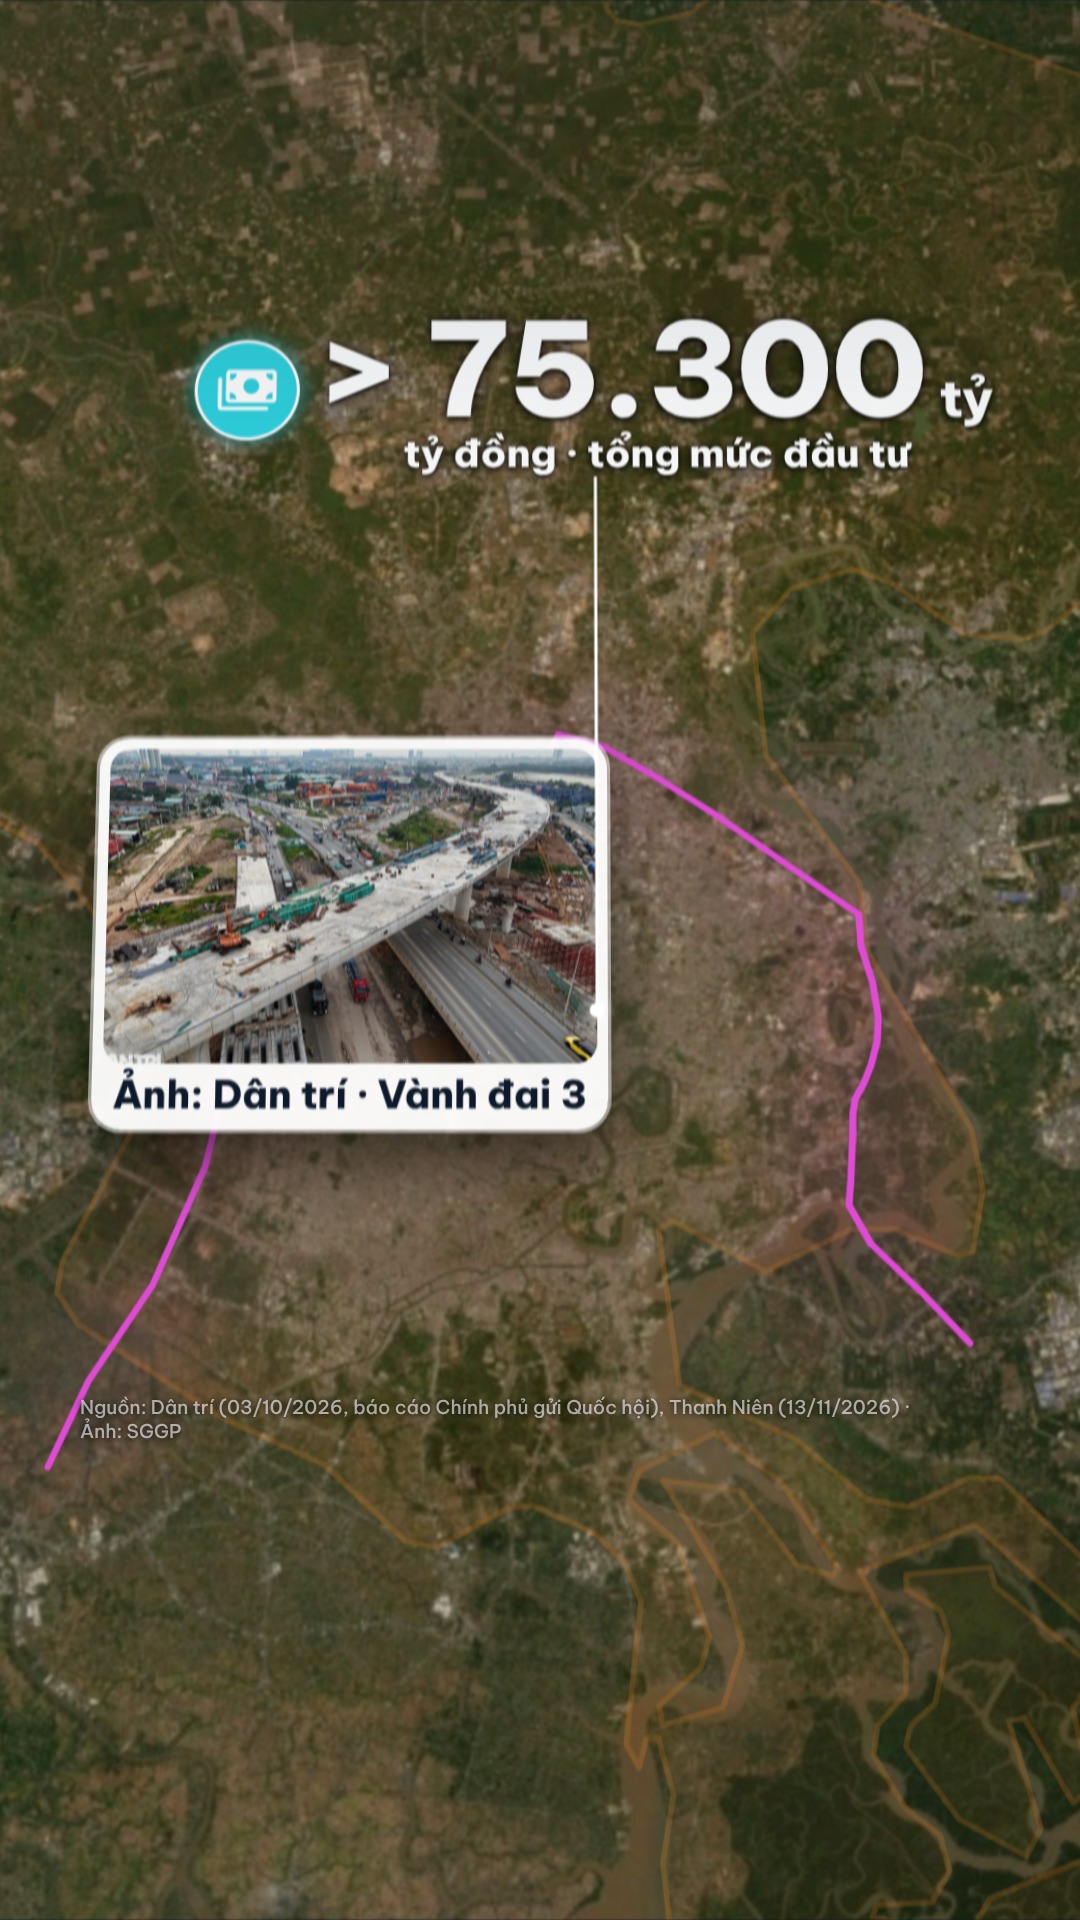 > 75.300 tỷ
tỷ đồng · tổng mức đầu tư
ANTRI
Ảnh: Dân trí · Vành đai 3
Nguồn: Dân trí (03/10/2026, báo cáo Chính phủ gửi Quốc hội), Thanh Niên (13/11/2026) ·
Ảnh: SGGP